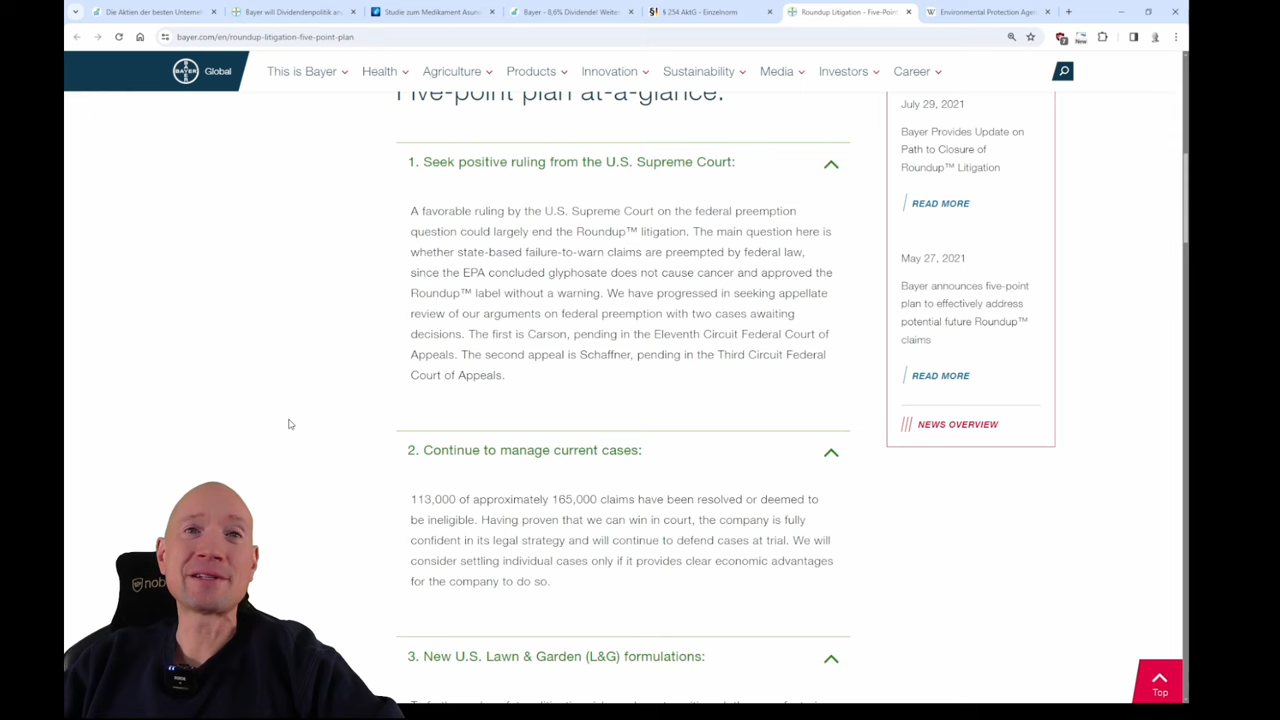 Die Aktien der besten Unterneh
Bayer will Dividendenpolitik an
Studie zum Medikament Asun
Bayer - 8,6% Dividende! Weiter
§ 254 AktG - Einzelnorm
Roundup Litigation - Five-Poin
Environmental Protection Agen
bayer.com/en/roundup-litigation-five-point-plan
New
BAYER
Global
This is Bayer
Health
Agriculture
Products
Innovation
Sustainability
Media
Investors
Career
Five-point plan at-a-glance:
1. Seek positive ruling from the U.S. Supreme Court:
A favorable ruling by the U.S. Supreme Court on the federal preemption
question could largely end the Roundup™ litigation. The main question here is
whether state-based failure-to-warn claims are preempted by federal law,
since the EPA concluded glyphosate does not cause cancer and approved the
Roundup™ label without a warning. We have progressed in seeking appellate
review of our arguments on federal preemption with two cases awaiting
decisions. The first is Carson, pending in the Eleventh Circuit Federal Court of
Appeals. The second appeal is Schaffner, pending in the Third Circuit Federal
Court of Appeals.
2. Continue to manage current cases:
113,000 of approximately 165,000 claims have been resolved or deemed to
be ineligible. Having proven that we can win in court, the company is fully
confident in its legal strategy and will continue to defend cases at trial. We will
consider settling individual cases only if it provides clear economic advantages
for the company to do so.
3. New U.S. Lawn & Garden (L&G) formulations:
July 29, 2021
Bayer Provides Update on
Path to Closure of
Roundup™ Litigation
READ MORE
May 27, 2021
Bayer announces five-point
plan to effectively address
potential future Roundup™
claims
READ MORE
NEWS OVERVIEW
Top